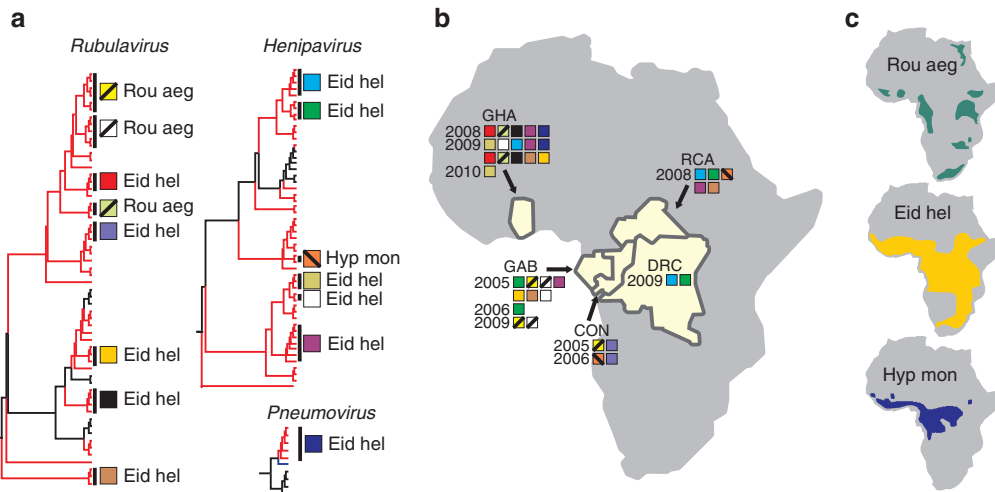 a
Rubulavirus
Rou aeg
Rou aeg
Eid hel
Rou aeg
Eid hel
Eid hel
Eid hel
Eid hel
Henipavirus
Eid hel
Eid hel
Hyp mon
Eid hel
Eid hel
Eid hel
Pneumovirus
Eid hel
b
GHA
2008
2009
2010
RCA
2008
GAB
2005
2006
2009
DRC
2009
CON
2005
2006
c
Rou aeg
Eid hel
Hyp mon